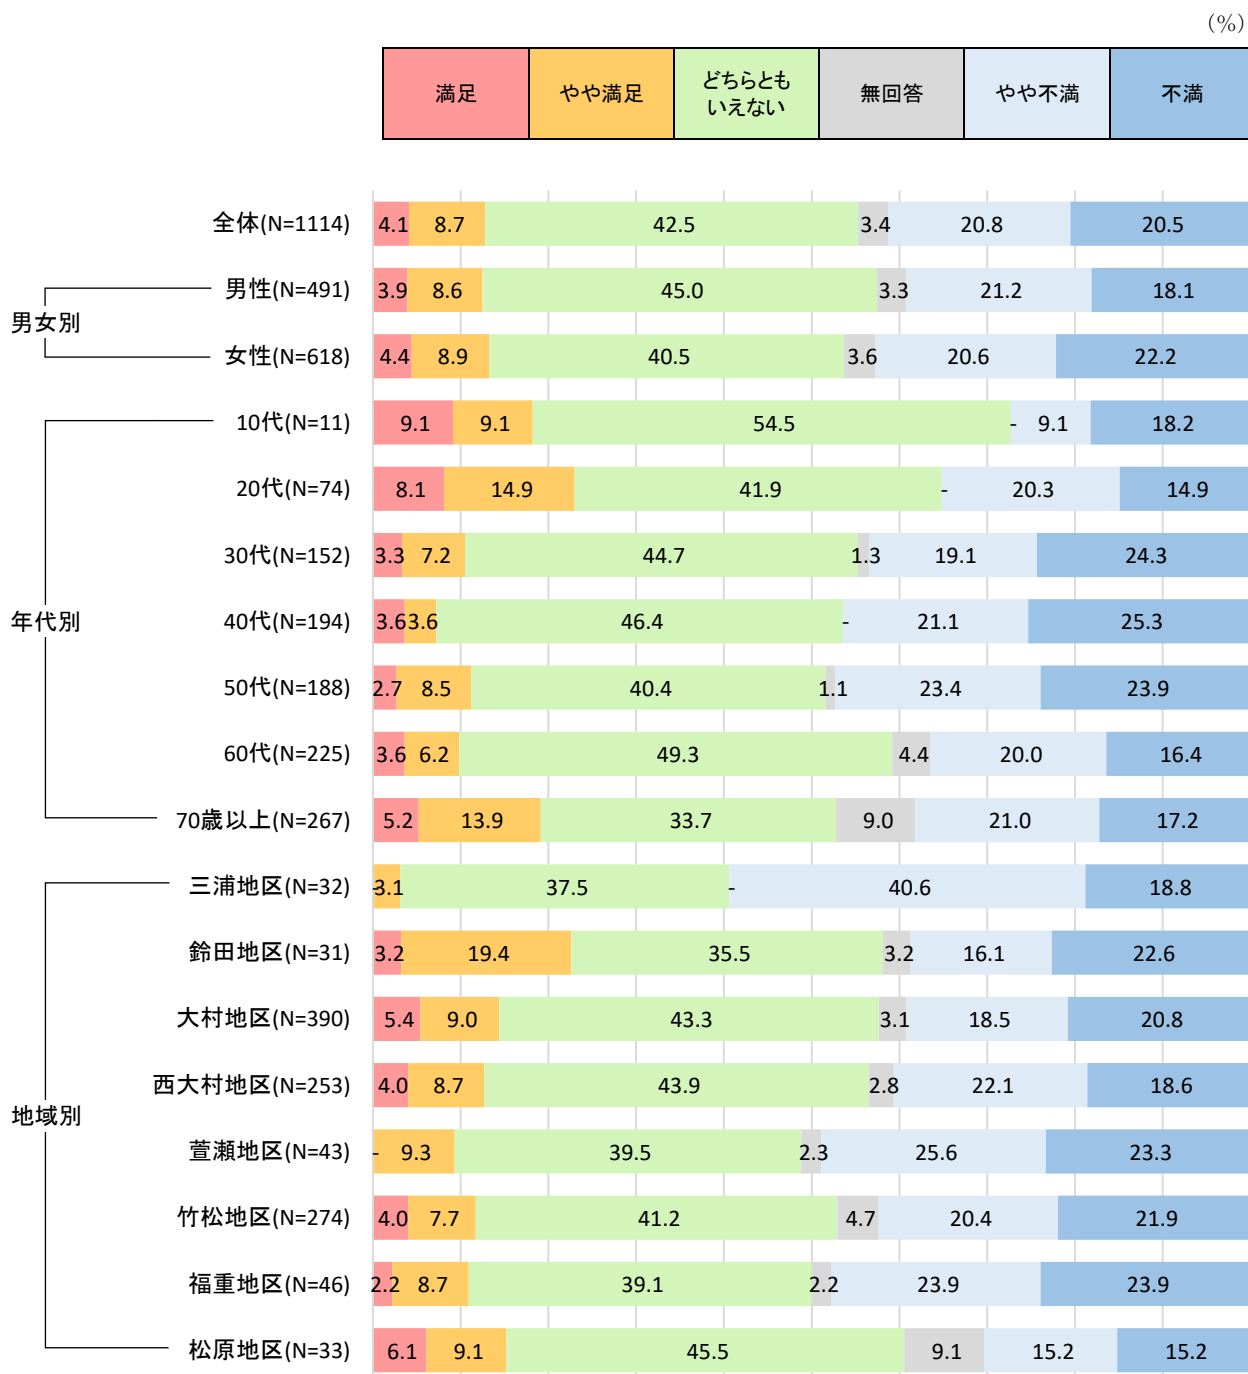 (%)
満足 やや満足 どちらとも 無回答 やや不満 不満
いえない
全体(N=1114) 4.1 8.7 42.5 3.4 20.8 20.5
男女別
男性(N=491) 3.9 8.6 45.0 3.3 21.2 18.1
女性(N=618) 4.4 8.9 40.5 3.6 20.6 22.2
年代別
10代(N=11) 9.1 9.1 54.5 - 9.1 18.2
20代(N=74) 8.1 14.9 41.9 - 20.3 14.9
30代(N=152) 3.3 7.2 44.7 1.3 19.1 24.3
40代(N=194) 3.6 3.6 46.4 - 21.1 25.3
50代(N=188) 2.7 8.5 40.4 1.1 23.4 23.9
60代(N=225) 3.6 6.2 49.3 4.4 20.0 16.4
70歳以上(N=267) 5.2 13.9 33.7 9.0 21.0 17.2
地域別
三浦地区(N=32) - 3.1 37.5 - 40.6 18.8
鈴田地区(N=31) 3.2 19.4 35.5 3.2 16.1 22.6
大村地区(N=390) 5.4 9.0 43.3 3.1 18.5 20.8
西大村地区(N=253) 4.0 8.7 43.9 2.8 22.1 18.6
萱瀬地区(N=43) - 9.3 39.5 2.3 25.6 23.3
竹松地区(N=274) 4.0 7.7 41.2 4.7 20.4 21.9
福重地区(N=46) 2.2 8.7 39.1 2.2 23.9 23.9
松原地区(N=33) 6.1 9.1 45.5 9.1 15.2 15.2